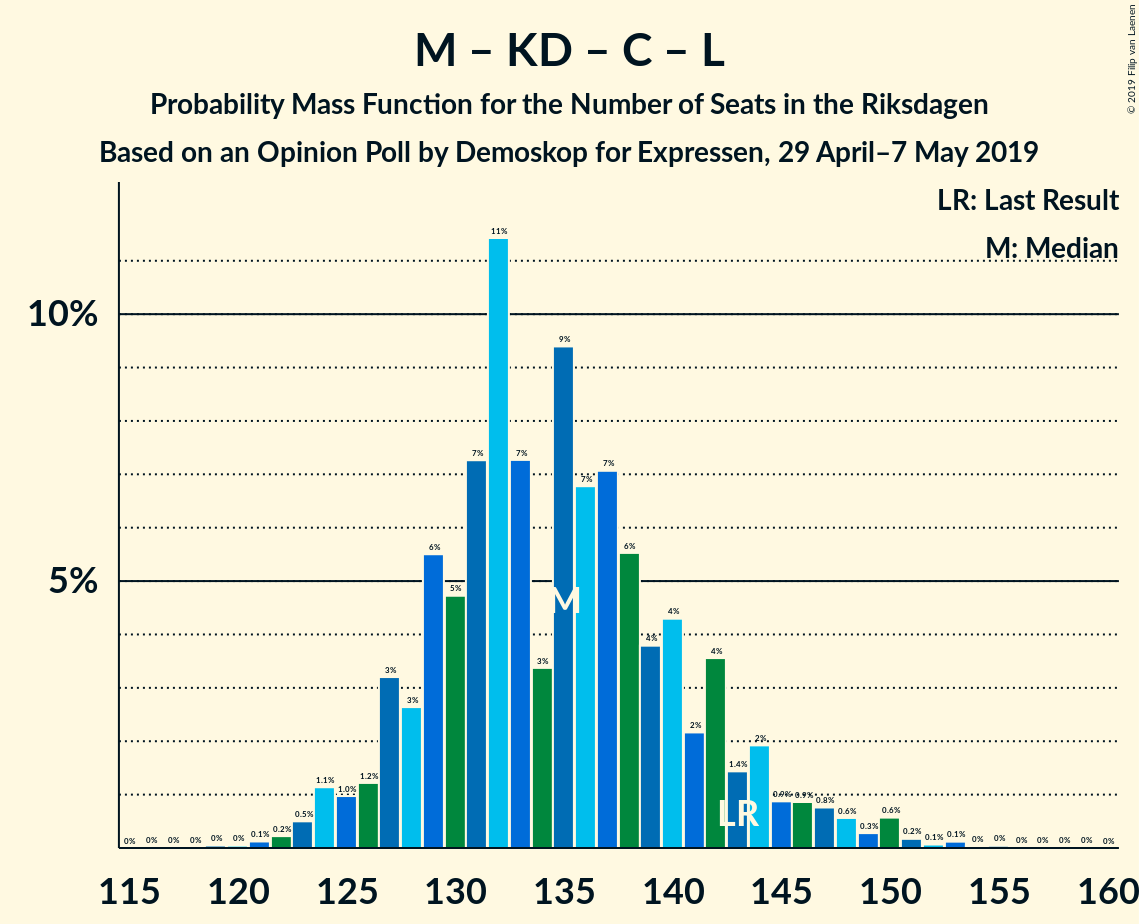 M – KD – C – L
Probability Mass Function for the Number of Seats in the Riksdagen
Based on an Opinion Poll by Demoskop for Expressen, 29 April–7 May 2019
© 2019 Filip van Laenen
LR: Last Result
M: Median
10%
5%
0% 0% 0% 0% 0% 0% 0.1% 0.2% 0.5% 1.1% 1.0% 1.2% 3% 3% 6% 5% 7% 11% 7% 3% 9% 7% 7% 6% 4% 4% 2% 4% 1.4% 2% 0.9% 0.9% 0.8% 0.6% 0.3% 0.6% 0.2% 0.1% 0.1% 0% 0% 0% 0% 0% 0% 0%
M
LR
115 120 125 130 135 140 145 150 155 160